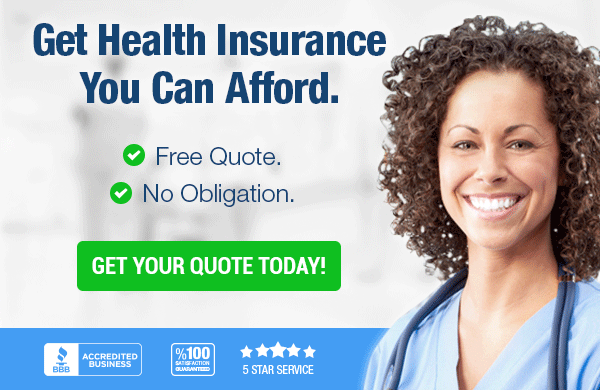 Get Health Insurance
You Can Afford.
Free Quote.
No Obligation.
GET YOUR QUOTE TODAY!
BBB
ACCREDITED
BUSINESS
%100
SATISFACTION
GUARANTEED
5 STAR SERVICE